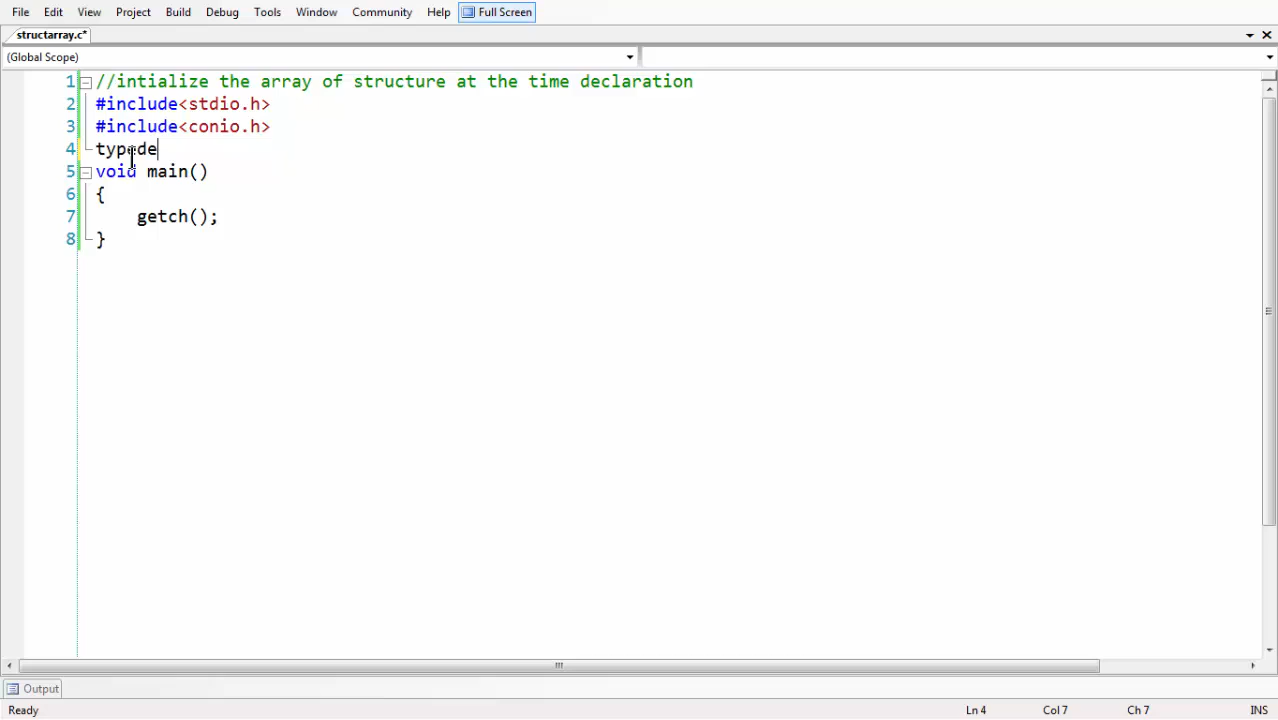 File Edit View Project Build Debug Tools Window Community Help Full Screen
structarray.c*
(Global Scope)
1 //intialize the array of structure at the time declaration
2 #include<stdio.h>
3 #include<conio.h>
4 typede
5 void main()
6 {
7 getch();
8 }
Output
Ready Ln 4 Col 7 Ch 7 INS